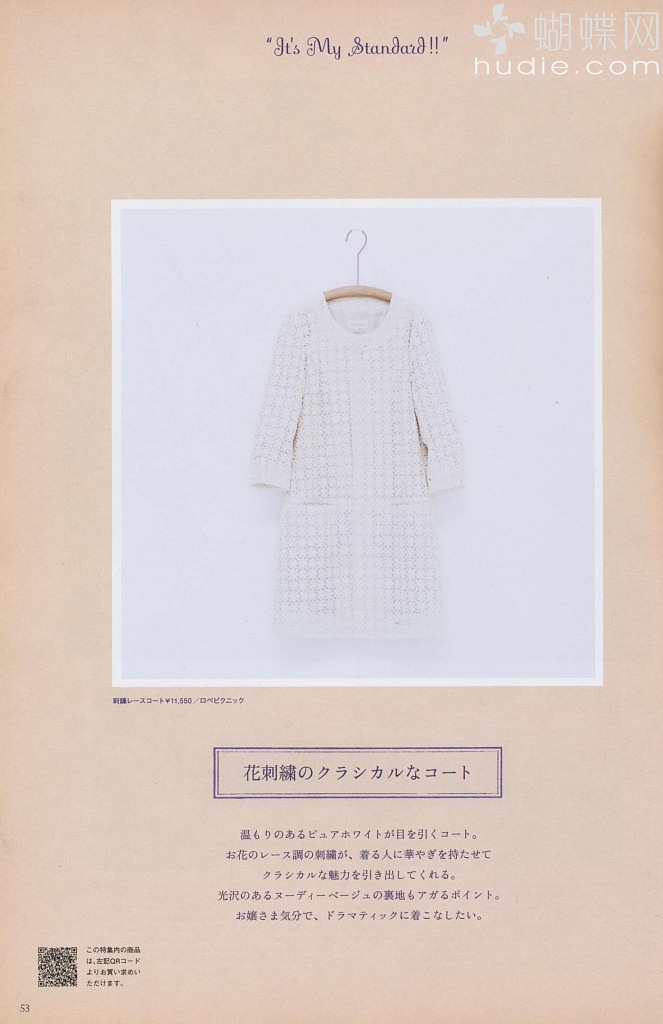 “It's My Standard!!”
蝴蝶网
hudie.com
刺繍レースコート¥11,550／ロペピクニック
花刺繍のクラシカルなコート
温もりのあるピュアホワイトが目を引くコート。
お花のレース調の刺繍が、着る人に華やぎを持たせて
クラシカルな魅力を引き出してくれる。
光沢のあるヌーディーベージュの裏地もアガるポイント。
お嬢さま気分で、ドラマティックに着こなしたい。
この特集内の商品
は、左記QRコード
よりお買い求めい
ただけます。
53